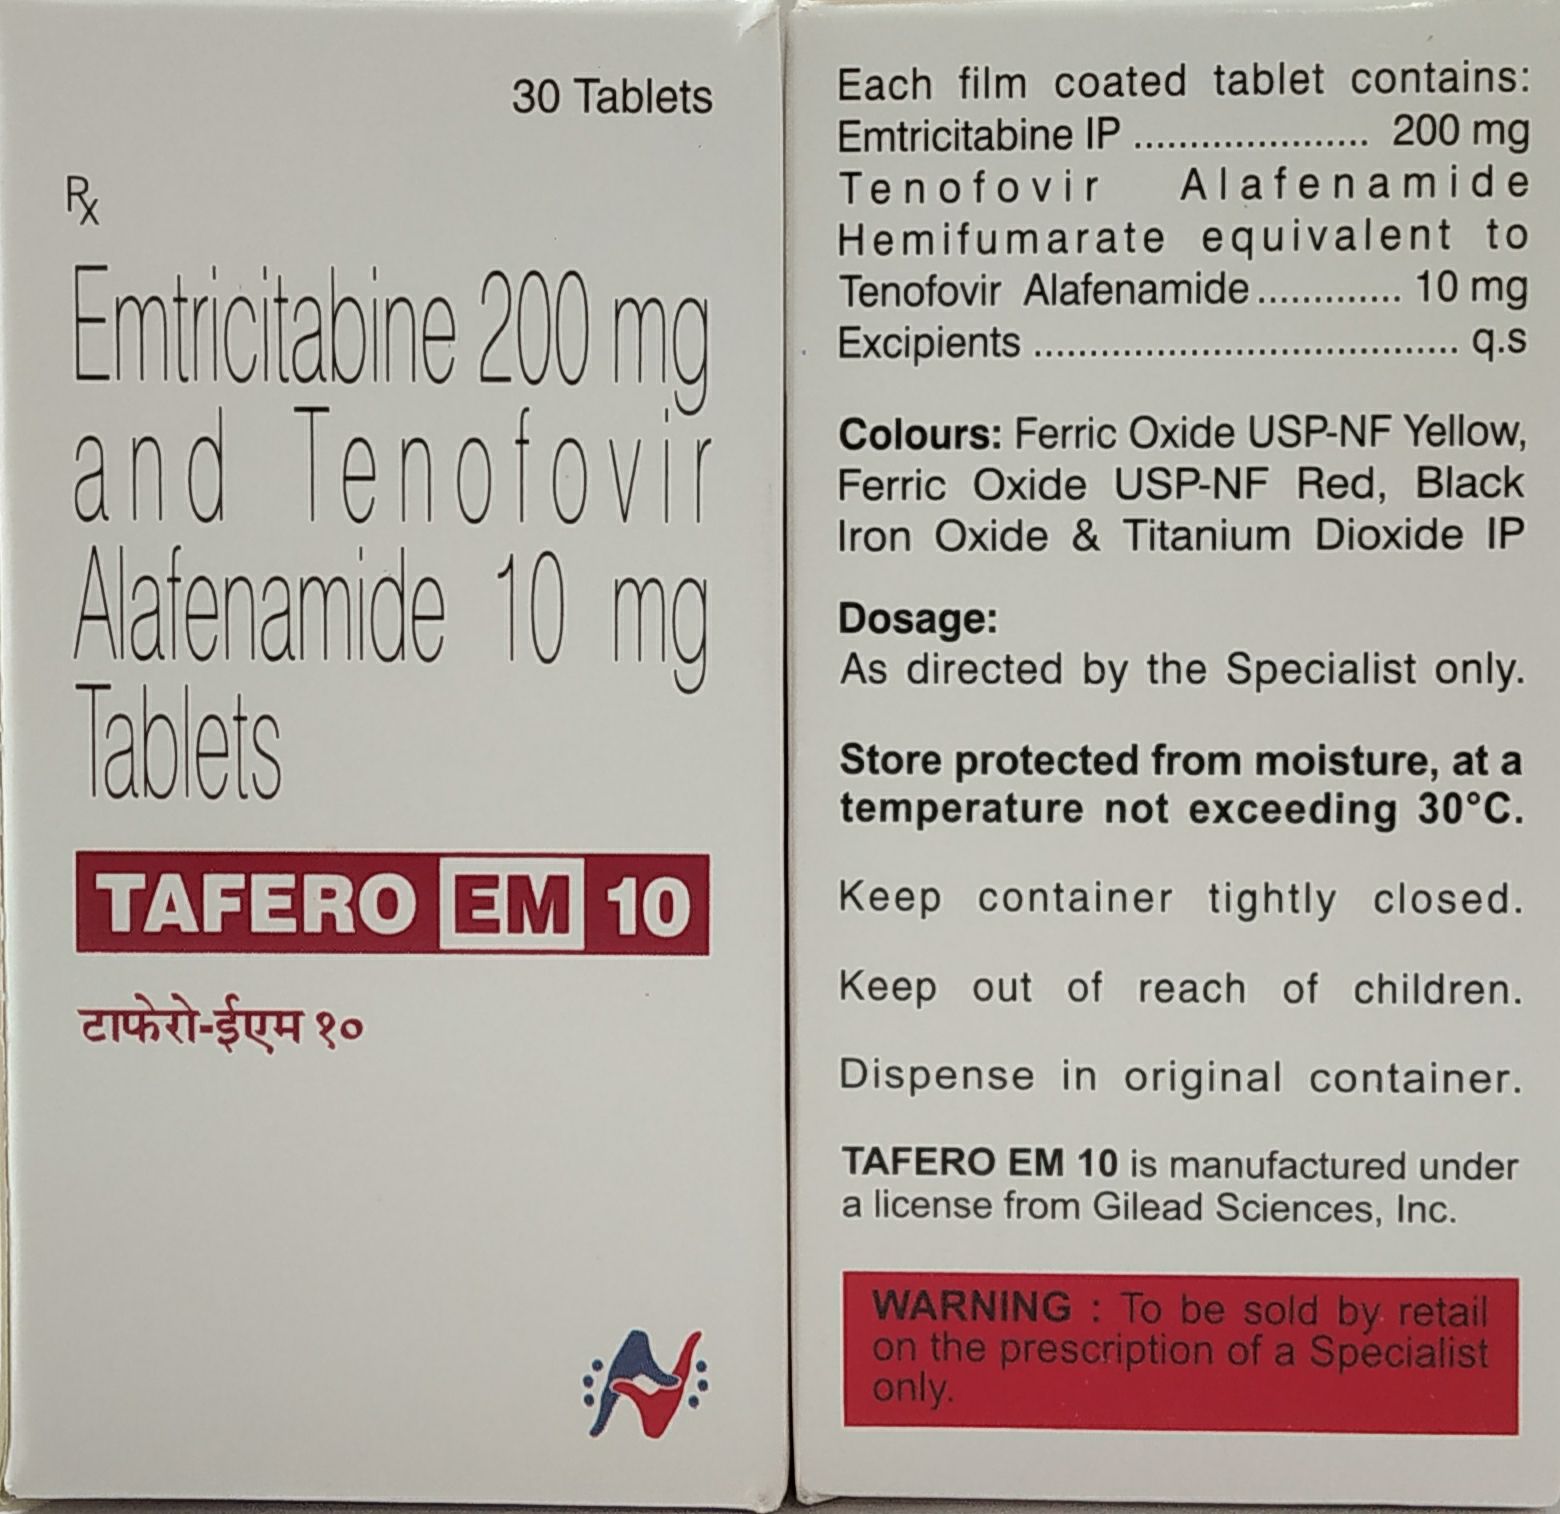 30 Tablets
Rx
Emtricitabine 200 mg
and Tenofovir
Alafenamide 10 mg
Tablets
TAFERO EM 10
टाफेरो-ईएम १०
Each film coated tablet contains:
Emtricitabine IP ..................... 200 mg
Tenofovir Alafenamide
Hemifumarate equivalent to
Tenofovir Alafenamide............. 10 mg
Excipients ...................................... q.s
Colours: Ferric Oxide USP-NF Yellow,
Ferric Oxide USP-NF Red, Black
Iron Oxide & Titanium Dioxide IP
Dosage:
As directed by the Specialist only.
Store protected from moisture, at a
temperature not exceeding 30°C.
Keep container tightly closed.
Keep out of reach of children.
Dispense in original container.
TAFERO EM 10 is manufactured under
a license from Gilead Sciences, Inc.
WARNING : To be sold by retail
on the prescription of a Specialist
only.